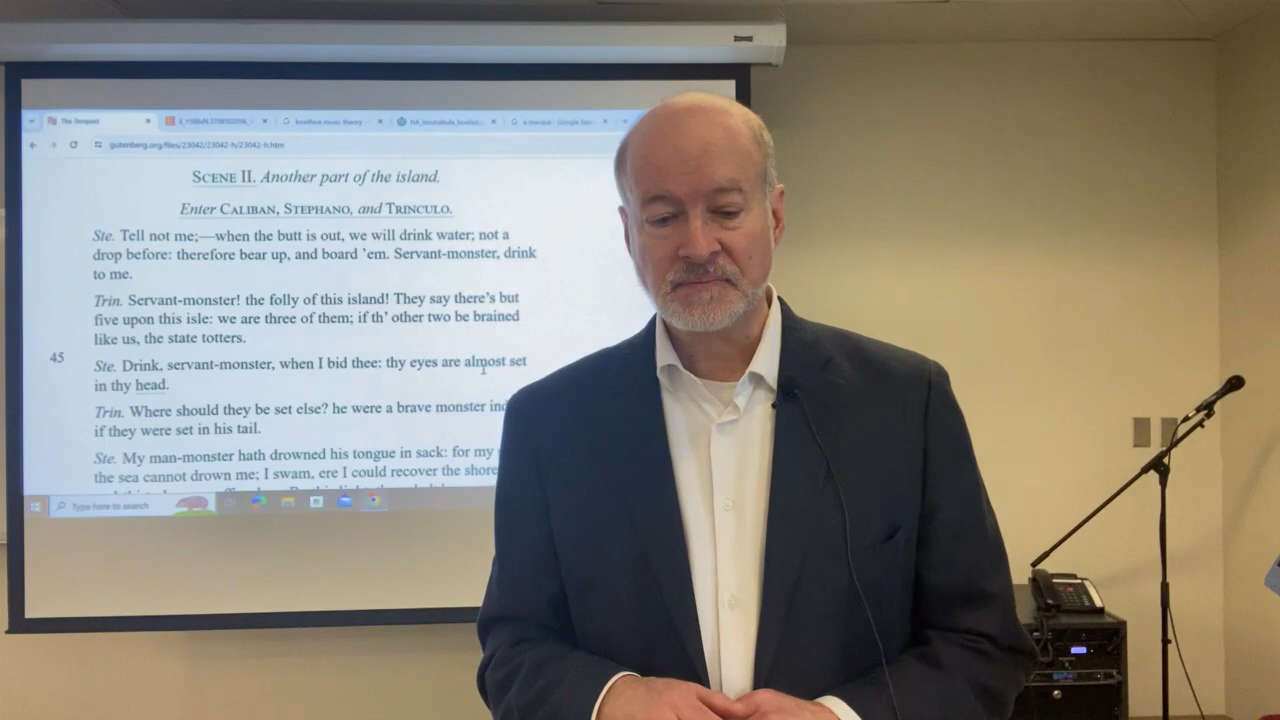 The Tempest
boethius music theory
a masque - Google Sear
gutenberg.org/files/23042/23042-h/23042-h.htm
SCENE II. Another part of the island.
Enter CALIBAN, STEPHANO, and TRINCULO.
Ste. Tell not me;—when the butt is out, we will drink water; not a
drop before: therefore bear up, and board ’em. Servant-monster, drink
to me.
Trin. Servant-monster! the folly of this island! They say there’s but
five upon this isle: we are three of them; if th’ other two be brained
like us, the state totters.
45
Ste. Drink, servant-monster, when I bid thee: thy eyes are almost set
in thy head.
Trin. Where should they be set else? he were a brave monster
if they were set in his tail.
Ste. My man-monster hath drowned his tongue in sack: for my
the sea cannot drown me; I swam, ere I could recover the shore
Type here to search